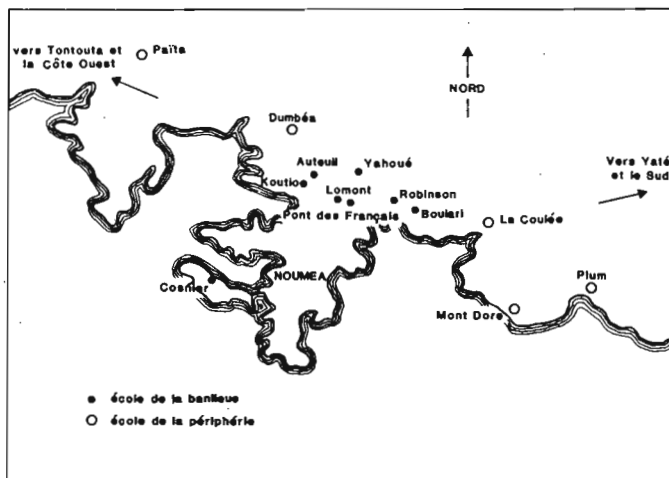 vers Tontouta et
la Côte Ouest
Païta
NORD
Dumbéa
Auteuil
Yahoué
Vers Yaté
et le Sud
Koutio
Lomont
Robinson
Pont des Français
Boulari
La Coulée
NOUMEA
Cosnier
Plum
Mont Dore
école de la banlieue
école de la périphérie